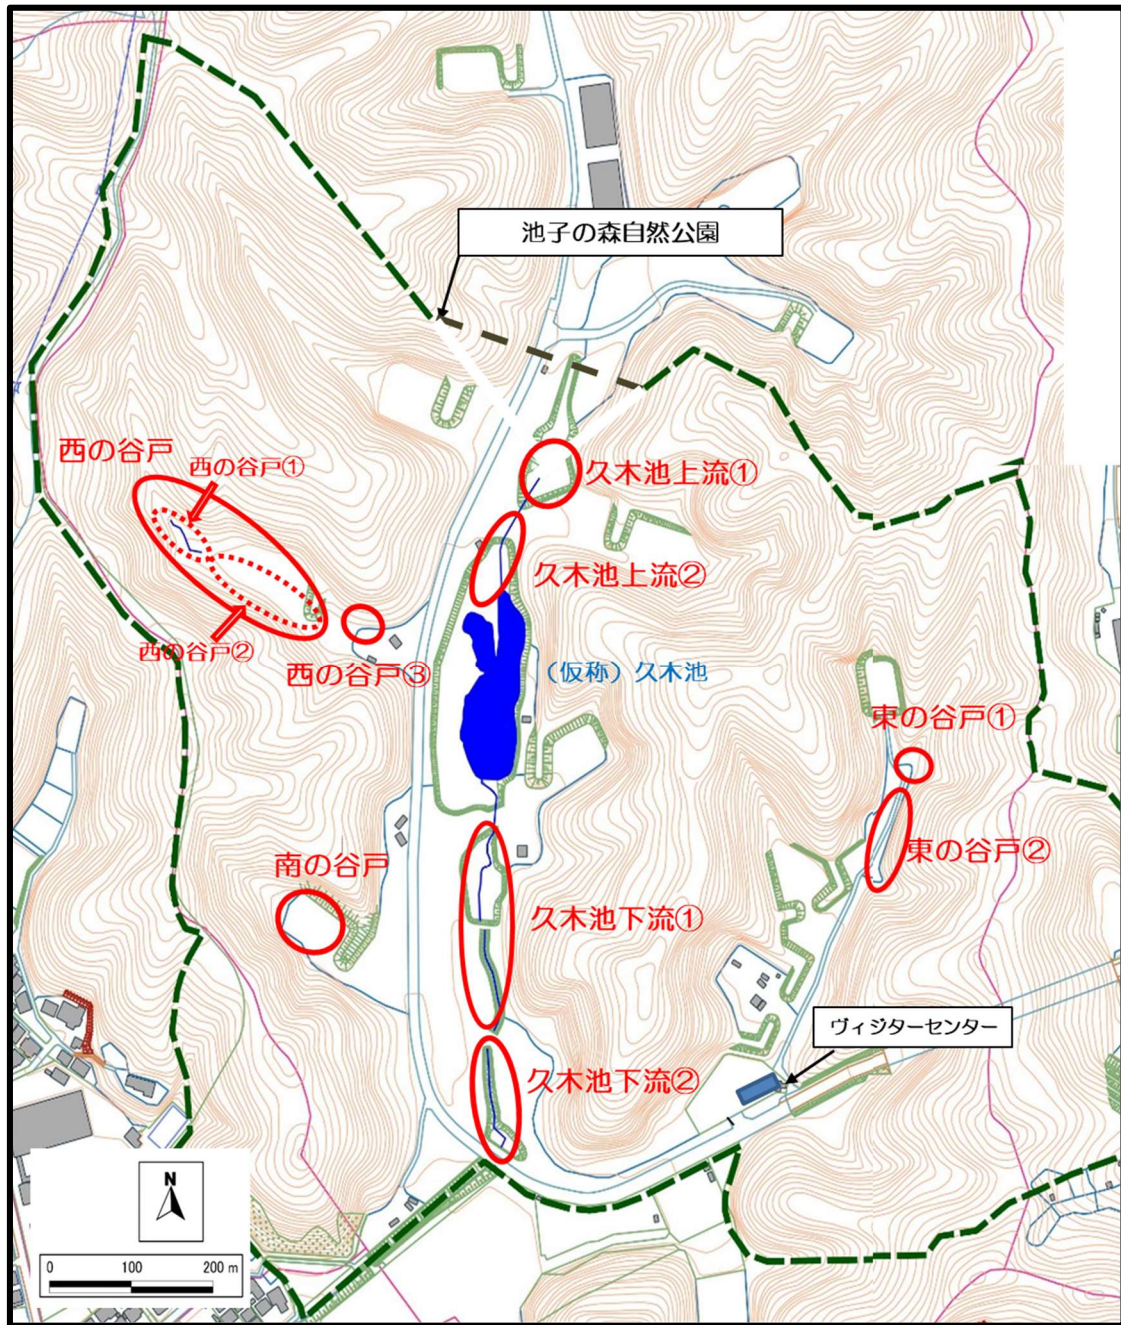 池子の森自然公園
西の谷戸
西の谷戸①
久木池上流①
久木池上流②
西の谷戸②
西の谷戸③
（仮称）久木池
東の谷戸①
東の谷戸②
南の谷戸
久木池下流①
ヴィジターセンター
久木池下流②
N
0 100 200 m